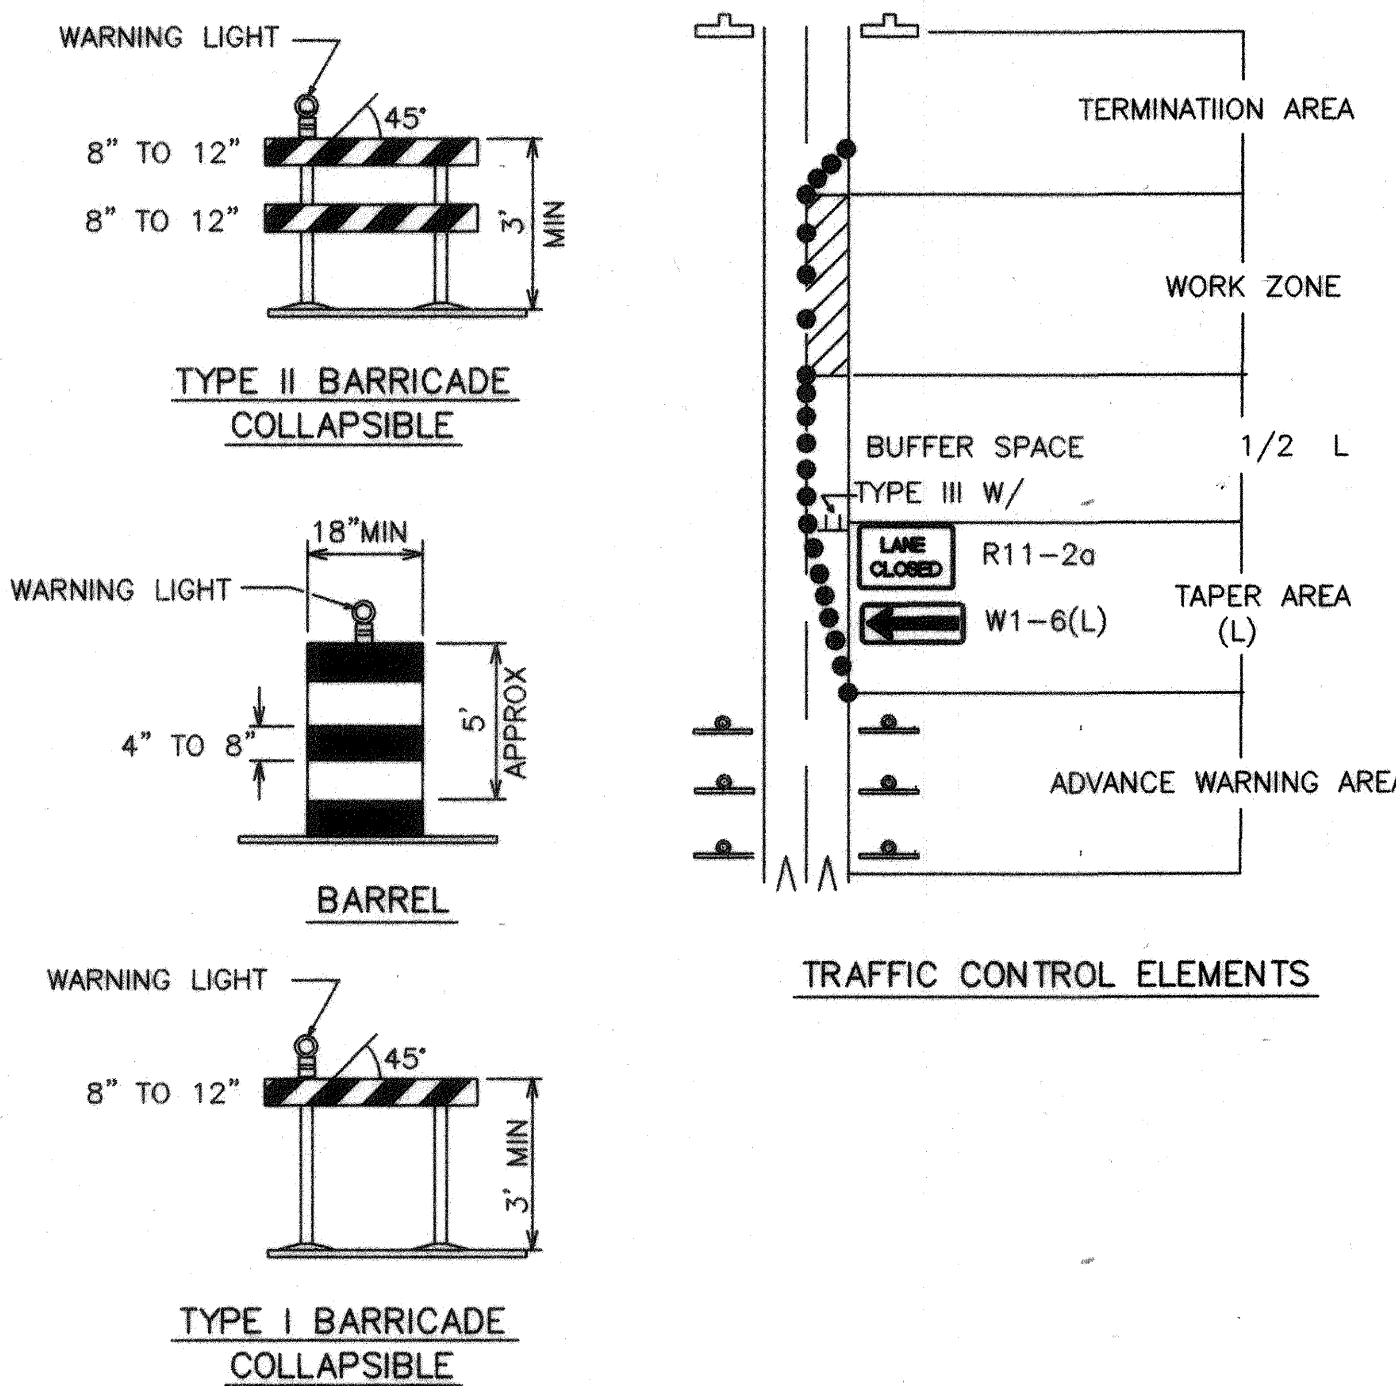 WARNING LIGHT
45°
8" TO 12"
8" TO 12"
3'
MIN
TYPE II BARRICADE
COLLAPSIBLE
18"MIN
WARNING LIGHT
4" TO 8"
5'
APPROX
BARREL
WARNING LIGHT
45°
8" TO 12"
3' MIN
TYPE I BARRICADE
COLLAPSIBLE
TERMINATIION AREA
WORK ZONE
BUFFER SPACE 1/2 L
TYPE III W/
LANE
CLOSED
R11-2a
TAPER AREA
(L)
W1-6(L)
ADVANCE WARNING AREA
TRAFFIC CONTROL ELEMENTS